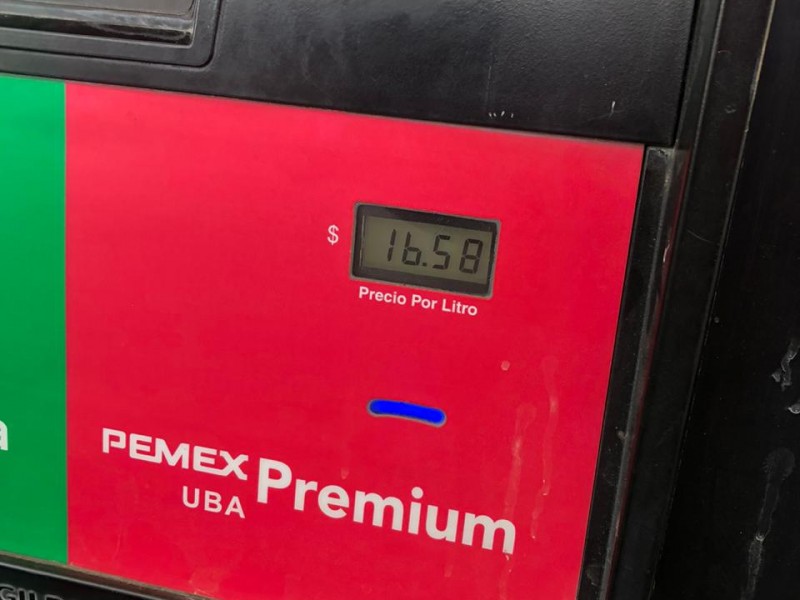 $ 16.58
Precio Por Litro
PEMEX Premium
UBA